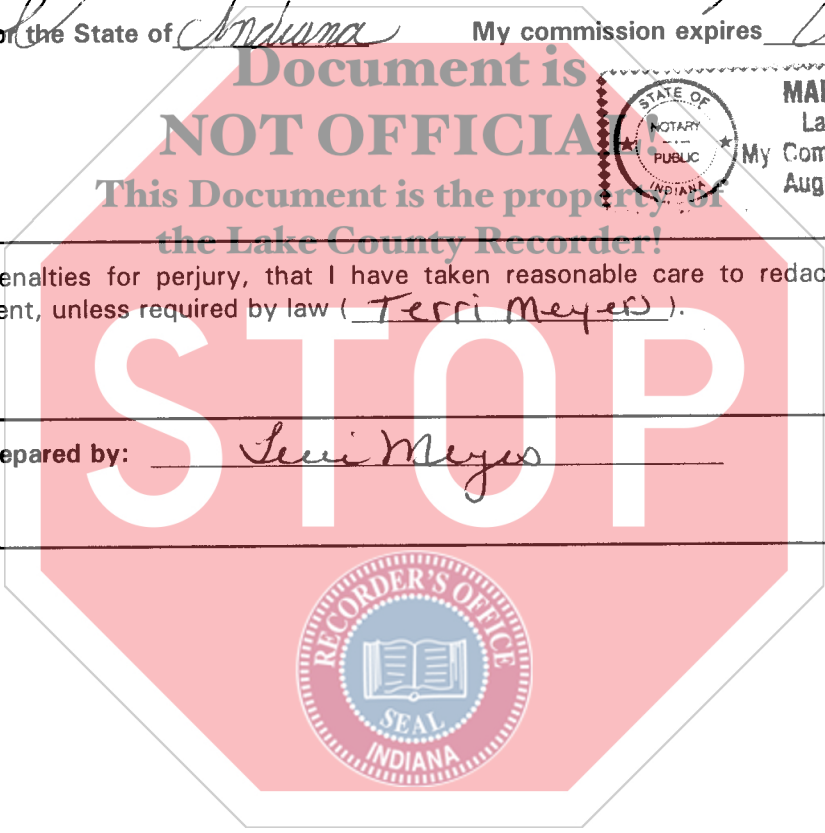 or the State of Indiana My commission expires
Document is
NOT OFFICIAL!
This Document is the property of
the Lake County Recorder!
STATE OF
NOTARY
PUBLIC
INDIANA
MAI
La
My Com
Aug
enalties for perjury, that I have taken reasonable care to redac
ent, unless required by law ( Terri Meyers ).
STOP
epared by: Terri Meyers
RECORDER'S OFFICE
SEAL
INDIANA